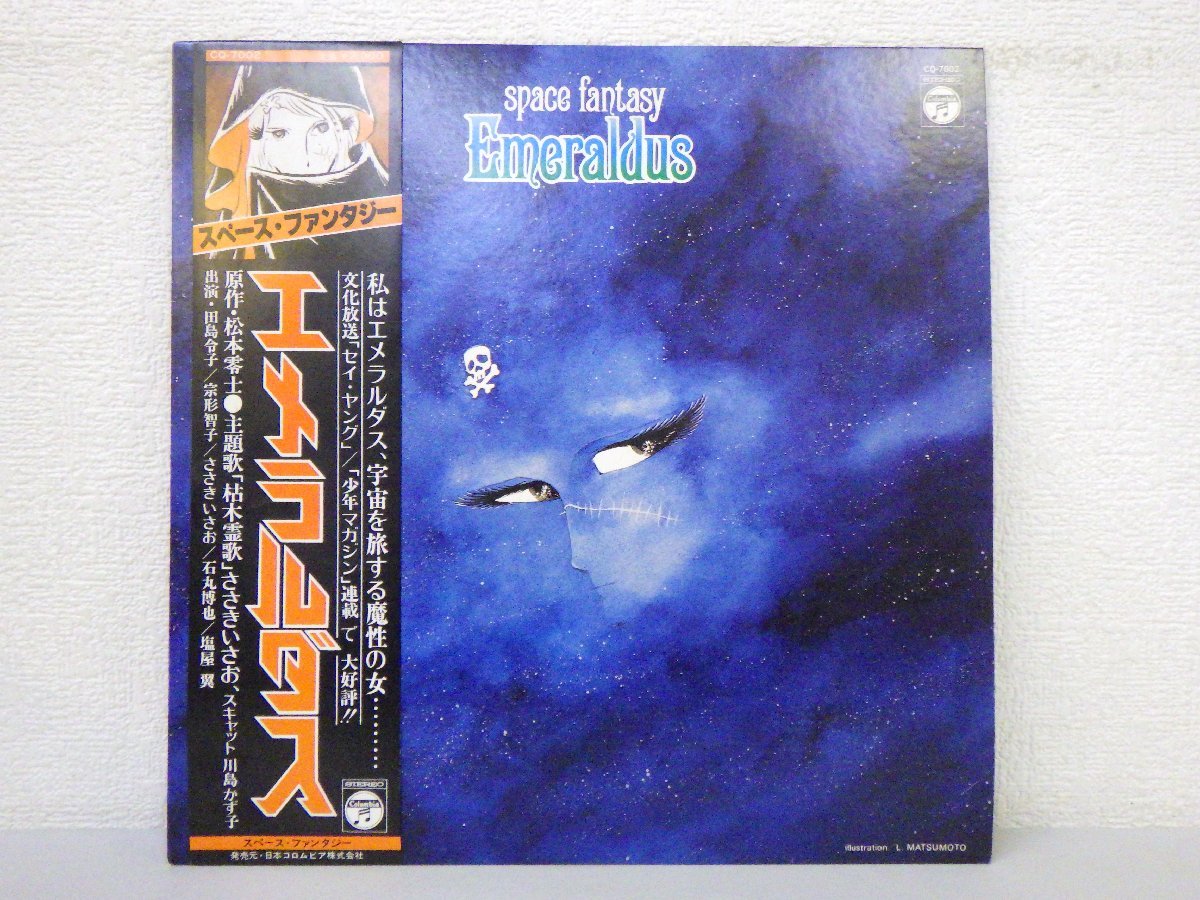 CQ-7002
スペース・ファンタジー
エメラルダス
私はエメラルダス、宇宙を旅する魔性の女………
文化放送「セイ・ヤング」/「少年マガジン」連載で大好評!!
原作・松本零士●主題歌「枯木霊歌」ささきいさお、スキャット 川島かず子
出演・田島令子/宗形智子/ささきいさお/石丸博也/塩屋 翼
STEREO
Columbia
スペース・ファンタジー
発売元・日本コロムビア株式会社
space fantasy
Emeraldus
CQ-7002
illustration. L. MATSUMOTO